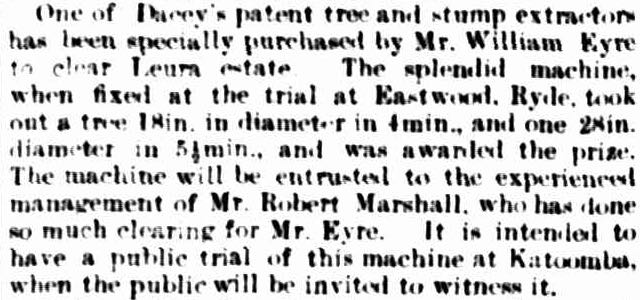 One of Dacey's patent tree and stump extractors
has been specially purchased by Mr. William Eyre
to clear Leura estate. The splendid machine,
when fixed at the trial at Eastwood, Ryde, took
out a tree 18in. in diameter in 4min., and one 28in.
diameter in 5½min., and was awarded the prize.
The machine will be entrusted to the experienced
management of Mr. Robert Marshall, who has done
so much clearing for Mr. Eyre. It is intended to
have a public trial of this machine at Katoomba,
when the public will be invited to witness it.